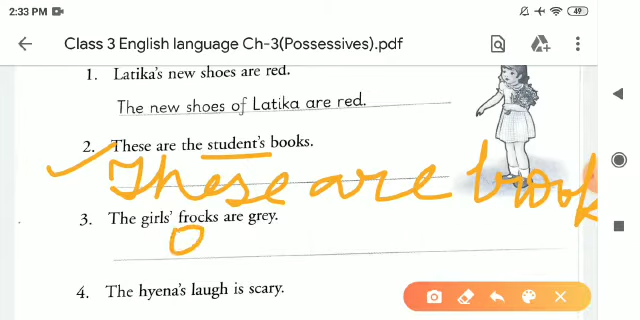 2:33 PM 49
Class 3 English language Ch-3(Possessives).pdf
1. Latika's new shoes are red.
The new shoes of Latika are red.
2. These are the student's books.
These are book
3. The girls' frocks are grey.
4. The hyena's laugh is scary.